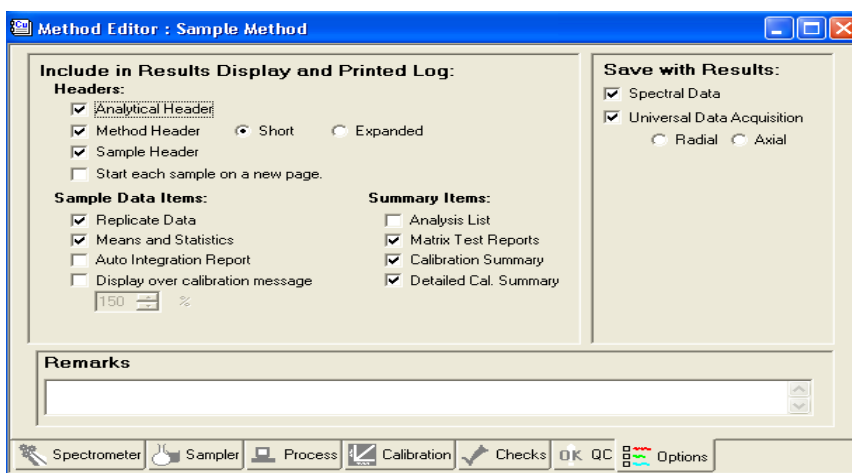 Cu Method Editor : Sample Method
Include in Results Display and Printed Log:
Headers:
Analytical Header
Method Header Short Expanded
Sample Header
Start each sample on a new page.
Sample Data Items:
Replicate Data
Means and Statistics
Auto Integration Report
Display over calibration message
150 %
Summary Items:
Analysis List
Matrix Test Reports
Calibration Summary
Detailed Cal. Summary
Save with Results:
Spectral Data
Universal Data Acquisition
Radial Axial
Remarks
Spectrometer Sampler Process Calibration Checks OK QC Options